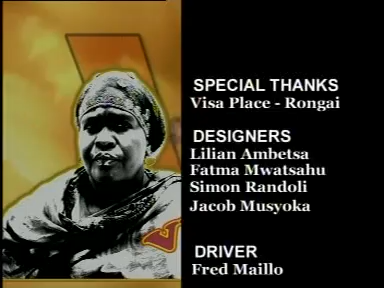 SPECIAL THANKS
Visa Place - Rongai
DESIGNERS
Lilian Ambetsa
Fatma Mwatsahu
Simon Randoli
Jacob Musyoka
DRIVER
Fred Maillo